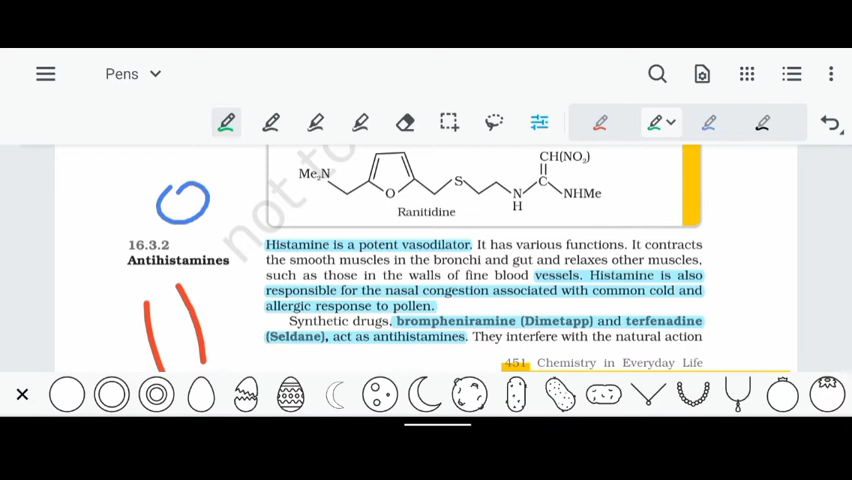 Pens
CH(NO₂)
Me₂N
S
C
O
N
NHMe
H
Ranitidine
not to
16.3.2
Antihistamines
Histamine is a potent vasodilator. It has various functions. It contracts
the smooth muscles in the bronchi and gut and relaxes other muscles,
such as those in the walls of fine blood vessels. Histamine is also
responsible for the nasal congestion associated with common cold and
allergic response to pollen.
Synthetic drugs, brompheniramine (Dimetapp) and terfenadine
(Seldane), act as antihistamines. They interfere with the natural action
451 Chemistry in Everyday Life